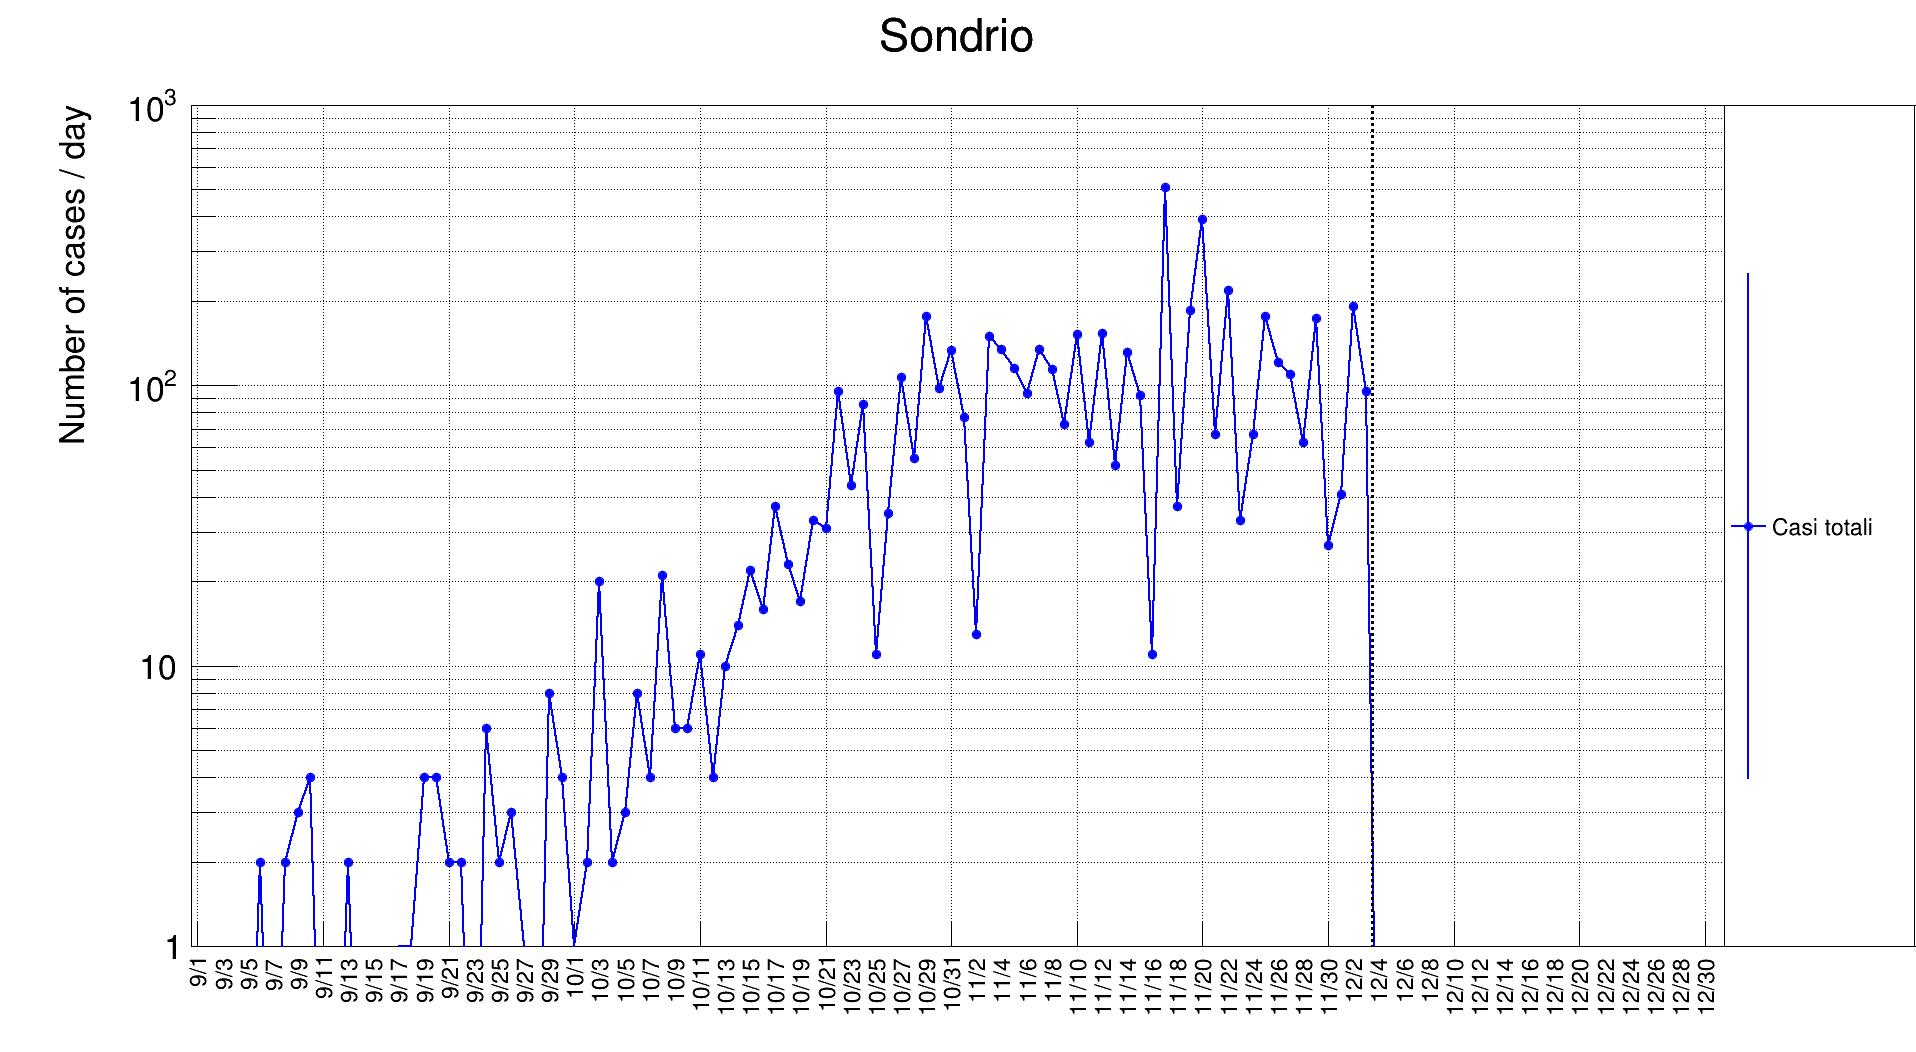 Sondrio
Number of cases / day
10³
10²
10
1
Casi totali
9/1 9/3 9/5 9/7 9/9 9/11 9/13 9/15 9/17 9/19 9/21 9/23 9/25 9/27 9/29 10/1 10/3 10/5 10/7 10/9 10/11 10/13 10/15 10/17 10/19 10/21 10/23 10/25 10/27 10/29 10/31 11/2 11/4 11/6 11/8 11/10 11/12 11/14 11/16 11/18 11/20 11/22 11/24 11/26 11/28 11/30 12/2 12/4 12/6 12/8 12/10 12/12 12/14 12/16 12/18 12/20 12/22 12/24 12/26 12/28 12/30